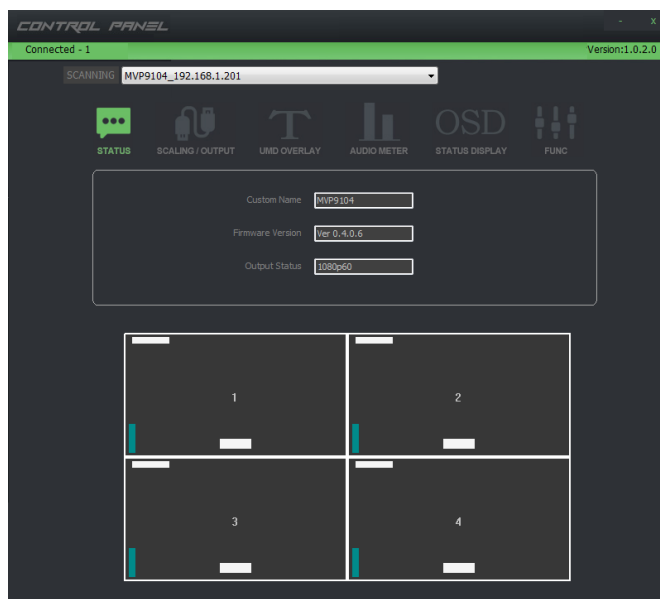 CONTROL PANEL
- X
Connected - 1 Version:1.0.2.0
SCANNING MVP9104_192.168.1.201
T OSD
STATUS SCALING / OUTPUT UMD OVERLAY AUDIO METER STATUS DISPLAY FUNC
Custom Name MVP9104
Firmware Version Ver 0.4.0.6
Output Status 1080p60
1 2
3 4